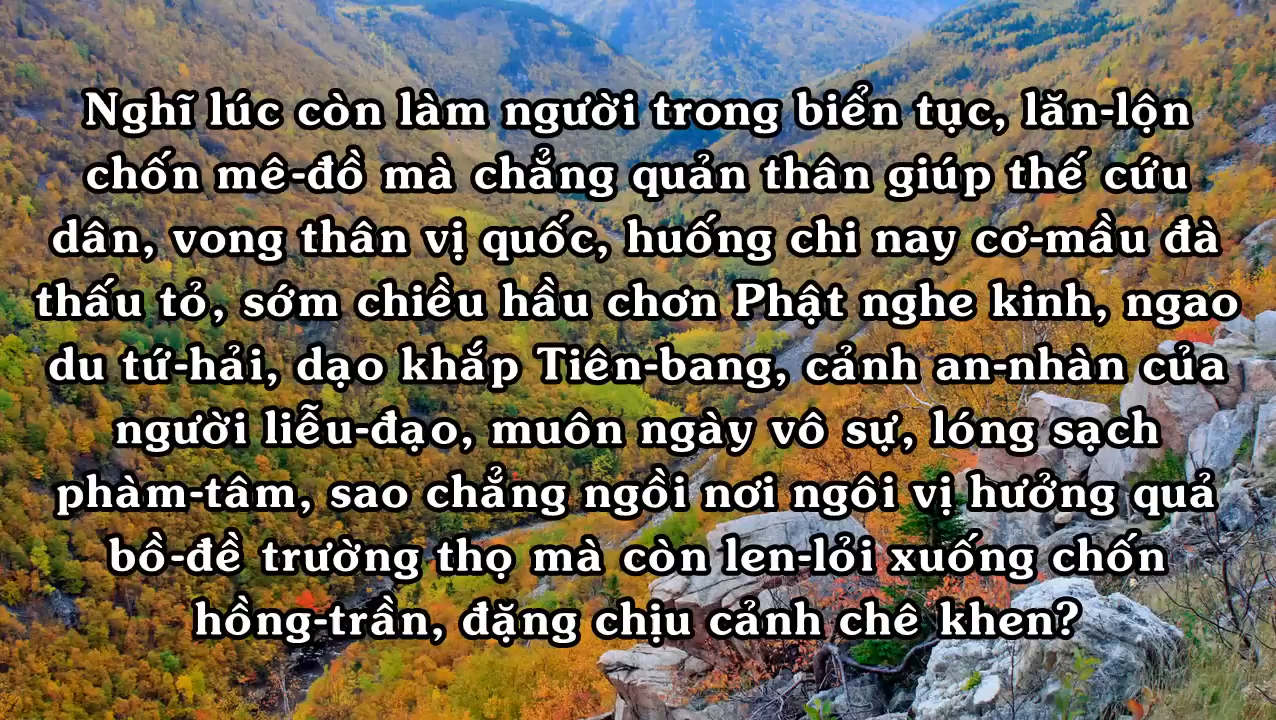 Nghĩ lúc còn làm người trong biển tục, lăn-lộn
chốn mê-đồ mà chẳng quản thân giúp thế cứu
dân, vong thân vị quốc, huống chi nay cơ-mầu đà
thấu tỏ, sớm chiều hầu chơn Phật nghe kinh, ngao
du tứ-hải, dạo khắp Tiên-bang, cảnh an-nhàn của
người liễu-đạo, muôn ngày vô sự, lóng sạch
phàm-tâm, sao chẳng ngồi nơi ngôi vị hưởng quả
bồ-đề trường thọ mà còn len-lỏi xuống chốn
hồng-trần, đặng chịu cảnh chê khen?